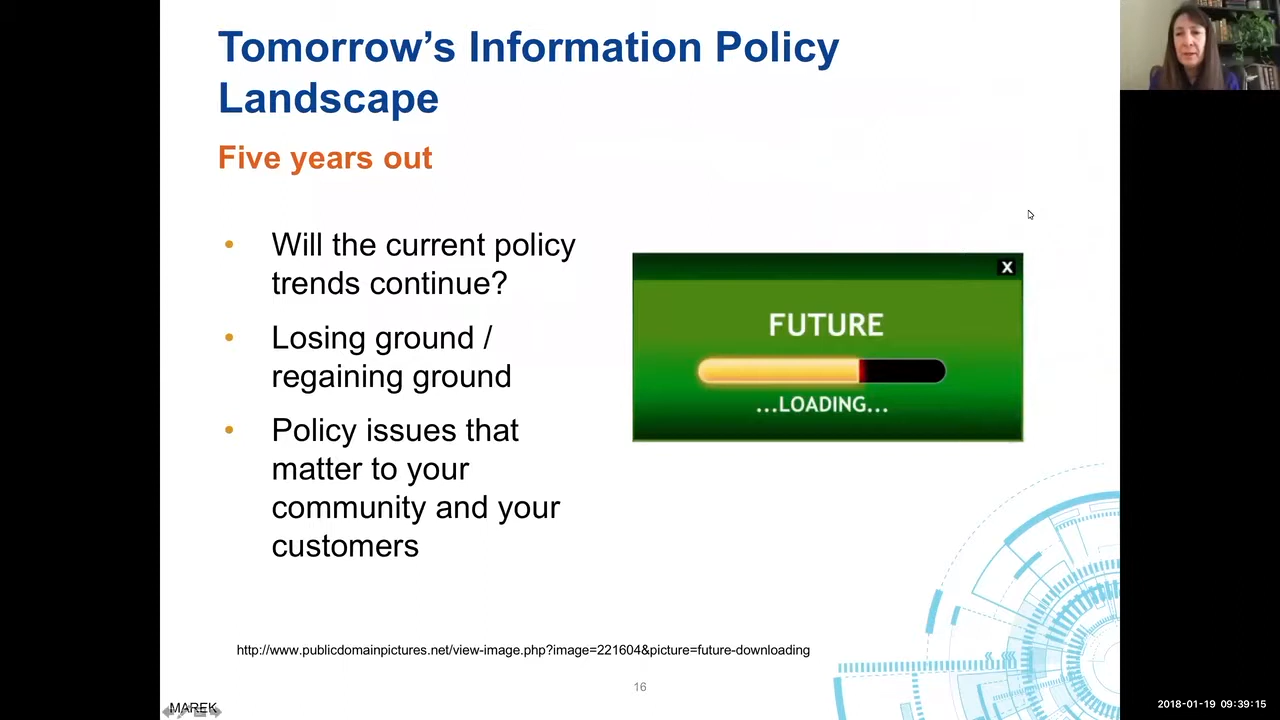 Tomorrow’s Information Policy
Landscape
Five years out
• Will the current policy
trends continue?
• Losing ground /
regaining ground
• Policy issues that
matter to your
community and your
customers
X
FUTURE
...LOADING...
http://www.publicdomainpictures.net/view-image.php?image=221604&picture=future-downloading
16
MAREK
2018-01-19 09:39:15